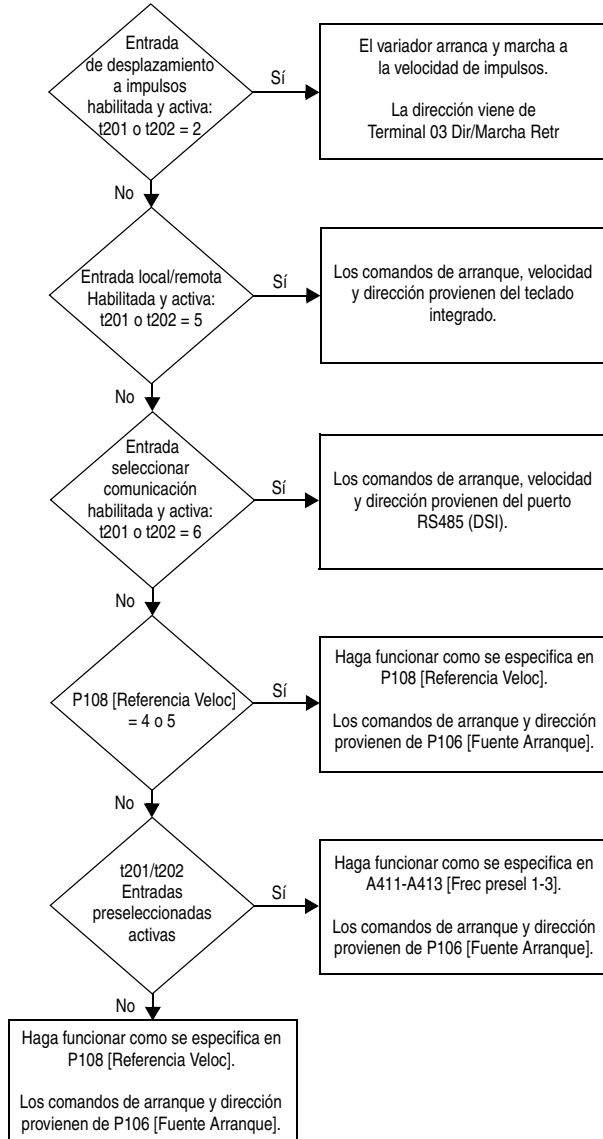 Entrada
de desplazamiento
a impulsos
habilitada y activa:
t201 o t202 = 2
Sí
El variador arranca y marcha a
la velocidad de impulsos.
La dirección viene de
Terminal 03 Dir/Marcha Retr
No
Entrada local/remota
Habilitada y activa:
t201 o t202 = 5
Sí
Los comandos de arranque, velocidad
y dirección provienen del teclado
integrado.
No
Entrada
seleccionar
comunicación
habilitada y activa:
t201 o t202 = 6
Sí
Los comandos de arranque, velocidad
y dirección provienen del puerto
RS485 (DSI).
No
P108 [Referencia Veloc]
= 4 o 5
Sí
Haga funcionar como se especifica en
P108 [Referencia Veloc].
Los comandos de arranque y dirección
provienen de P106 [Fuente Arranque].
No
t201/t202
Entradas
preseleccionadas
activas
Sí
Haga funcionar como se especifica en
A411-A413 [Frec presel 1-3].
Los comandos de arranque y dirección
provienen de P106 [Fuente Arranque].
No
Haga funcionar como se especifica en
P108 [Referencia Veloc].
Los comandos de arranque y dirección
provienen de P106 [Fuente Arranque].